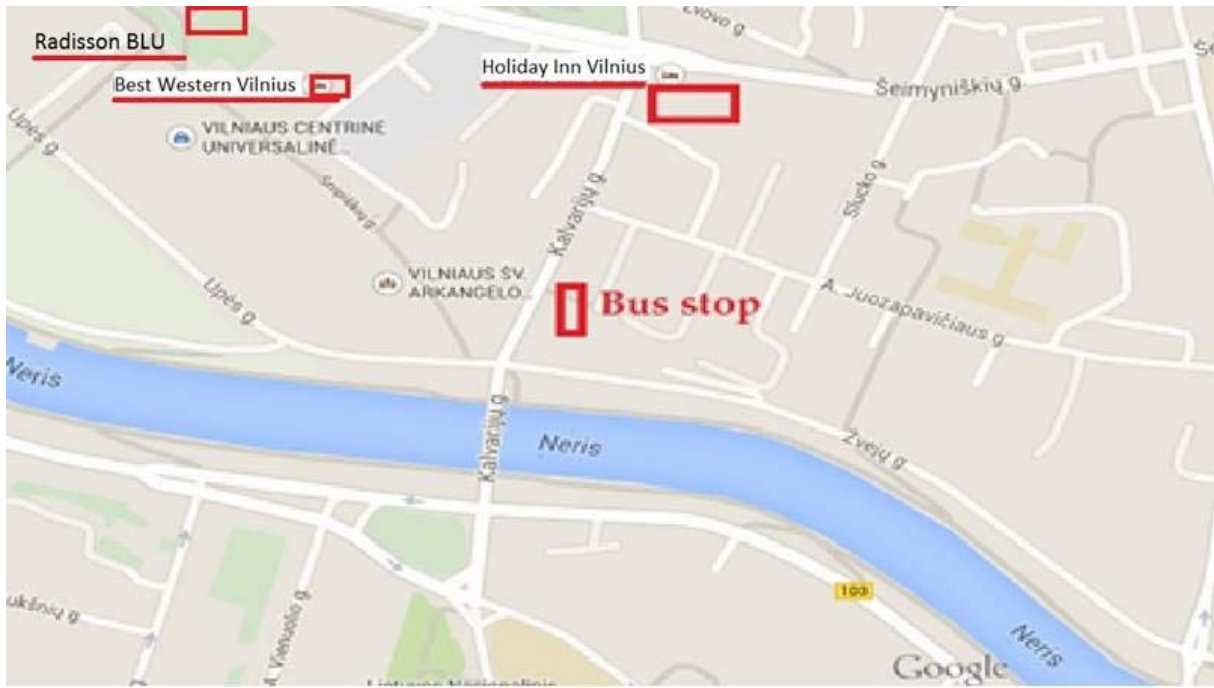 Radisson BLU
Best Western Vilnius
Holiday Inn Vilnius
Šeimyniškių g.
Upės g.
VILNIAUS CENTRINĖ
UNIVERSALINĖ...
Slucko g.
Kalvarijų g.
VILNIAUS ŠV.
ARKANGELO...
Bus stop
Upės g.
A. Juozapavičiaus g.
Neris
Kalvarijų g.
Neris
Žvejų g.
103
A. Vienuolio g.
Neris
Google